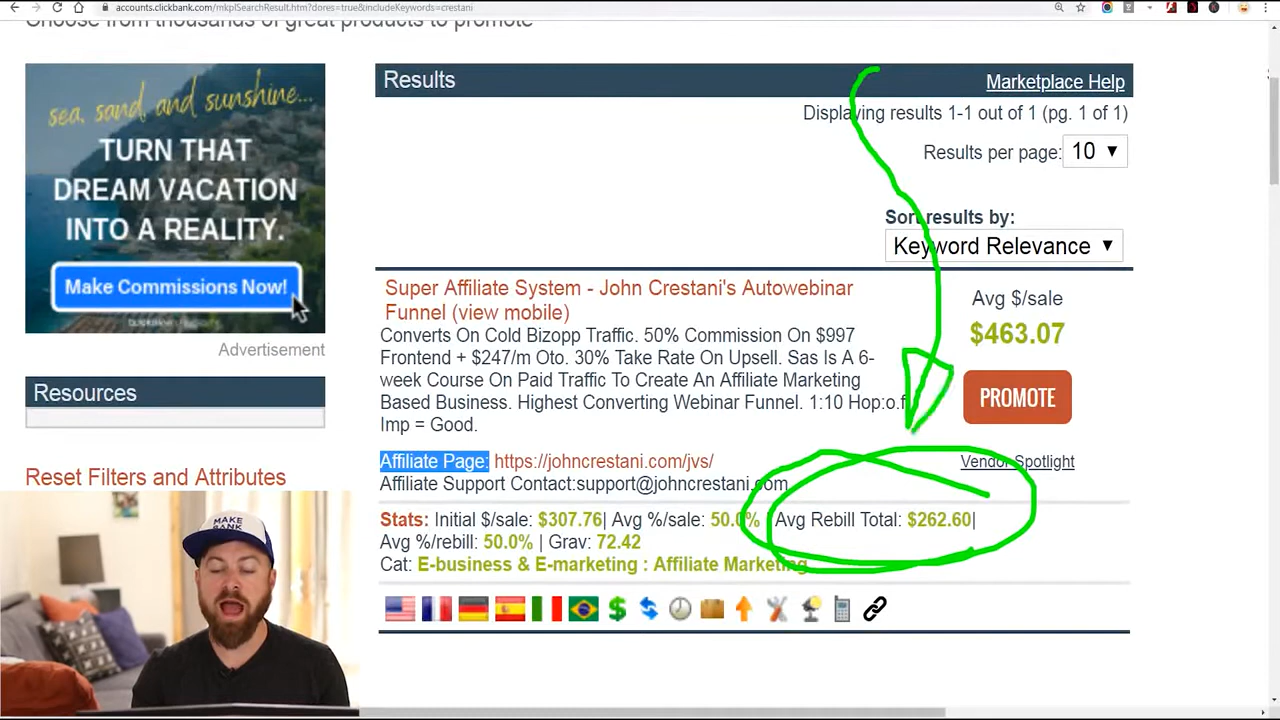 accounts.clickbank.com/mkplSearchResult.htm?dores=true&includeKeywords=crestani
Choose from thousands of great products to promote
sea, sand, and sunshine...
TURN THAT
DREAM VACATION
INTO A REALITY.
Make Commissions Now!
Advertisement
Resources
Reset Filters and Attributes
MAKE
BANK
Results
Marketplace Help
Displaying results 1-1 out of 1 (pg. 1 of 1)
Results per page: 10
Sort results by:
Keyword Relevance
Super Affiliate System - John Crestani's Autowebinar
Funnel (view mobile)
Converts On Cold Bizopp Traffic. 50% Commission On $997
Frontend + $247/m Oto. 30% Take Rate On Upsell. Sas Is A 6-
week Course On Paid Traffic To Create An Affiliate Marketing
Based Business. Highest Converting Webinar Funnel. 1:10 Hop:o.f.
Imp = Good.
Avg $/sale
$463.07
PROMOTE
Vendor Spotlight
Affiliate Page: https://johncrestani.com/jvs/
Affiliate Support Contact:support@johncrestani.com
Stats: Initial $/sale: $307.76| Avg %/sale: 50.0% | Avg Rebill Total: $262.60|
Avg %/rebill: 50.0% | Grav: 72.42
Cat: E-business & E-marketing : Affiliate Marketing